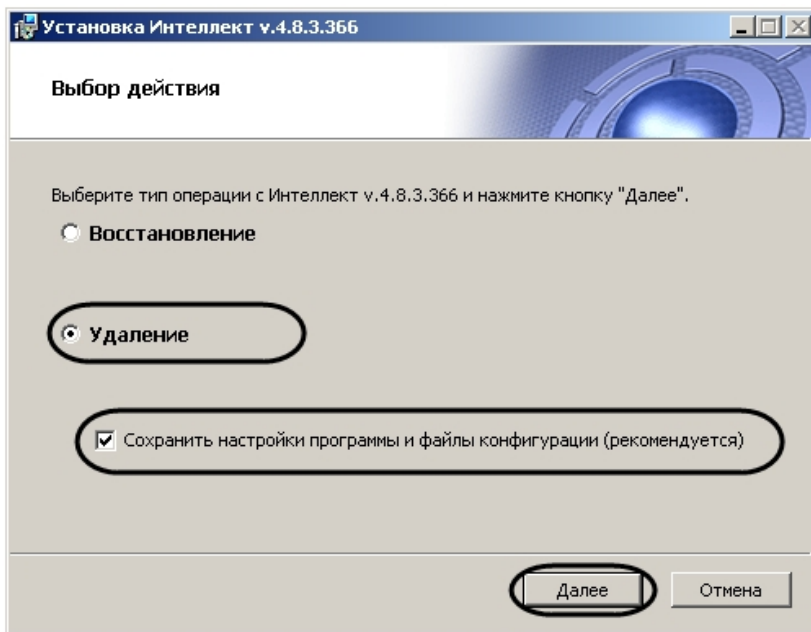 Установка Интеллект v.4.8.3.366
Выбор действия
Выберите тип операции с Интеллект v.4.8.3.366 и нажмите кнопку "Далее".
Восстановление
Удаление
Сохранить настройки программы и файлы конфигурации (рекомендуется)
Далее Отмена